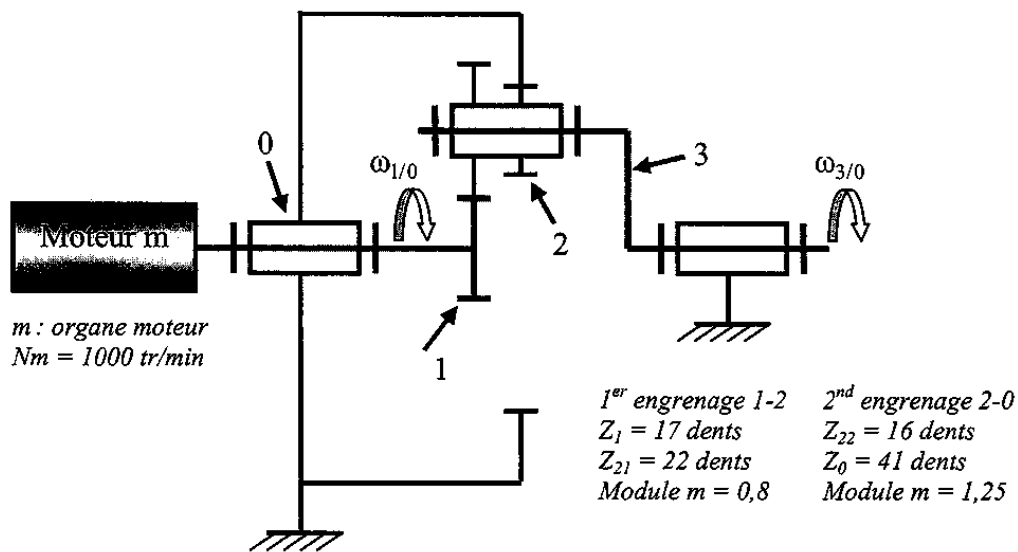 0
ω1/0
3
ω3/0
Moteur m
2
m : organe moteur
Nm = 1000 tr/min
1
1er engrenage 1-2
Z1 = 17 dents
Z21 = 22 dents
Module m = 0,8
2nd engrenage 2-0
Z22 = 16 dents
Z0 = 41 dents
Module m = 1,25